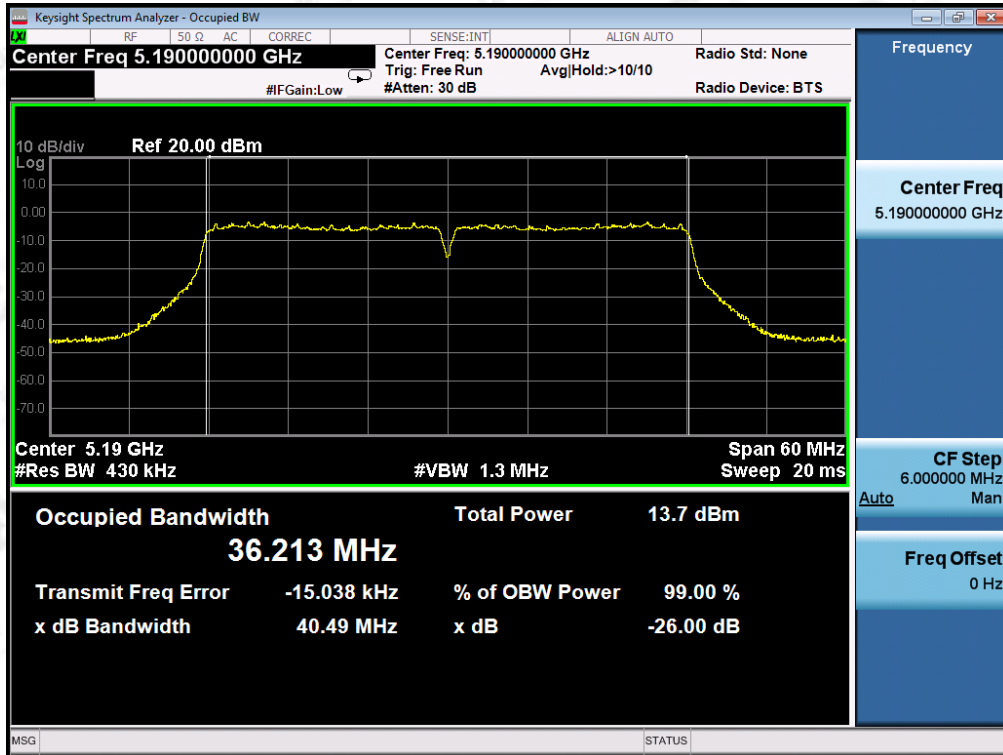 Keysight Spectrum Analyzer - Occupied BW
LXI RF 50 Ω AC CORREC SENSE:INT ALIGN AUTO
Center Freq 5.190000000 GHz
Center Freq: 5.190000000 GHz Radio Std: None
Trig: Free Run Avg|Hold:>10/10
#IFGain:Low #Atten: 30 dB Radio Device: BTS
10 dB/div Ref 20.00 dBm
Log
10.0
0.00
-10.0
-20.0
-30.0
-40.0
-50.0
-60.0
-70.0
Center 5.19 GHz Span 60 MHz
#Res BW 430 kHz #VBW 1.3 MHz Sweep 20 ms
Occupied Bandwidth Total Power 13.7 dBm
36.213 MHz
Transmit Freq Error -15.038 kHz % of OBW Power 99.00 %
x dB Bandwidth 40.49 MHz x dB -26.00 dB
MSG STATUS
Frequency
Center Freq
5.190000000 GHz
CF Step
6.000000 MHz
Auto Man
Freq Offset
0 Hz